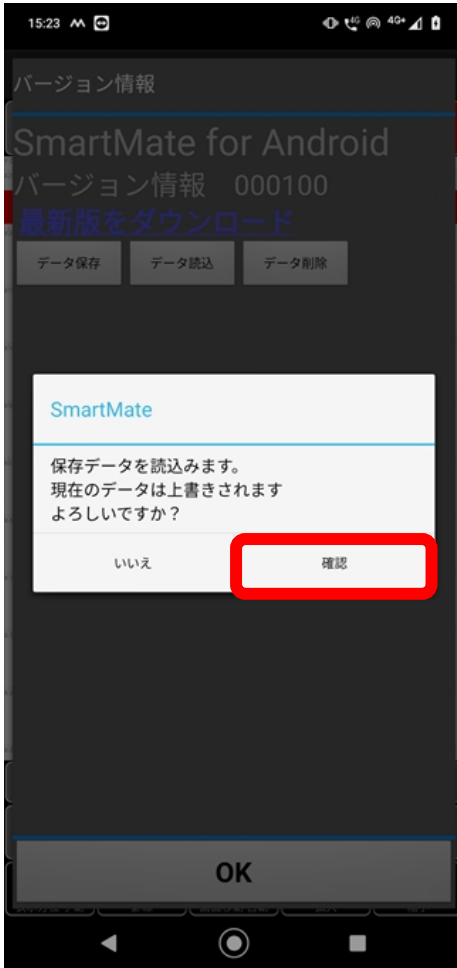 15:23
4G
4G+
バージョン情報
SmartMate for Android
バージョン情報　000100
最新版をダウンロード
データ保存 データ読込 データ削除
SmartMate
保存データを読込みます。
現在のデータは上書きされます
よろしいですか？
いいえ 確認
OK